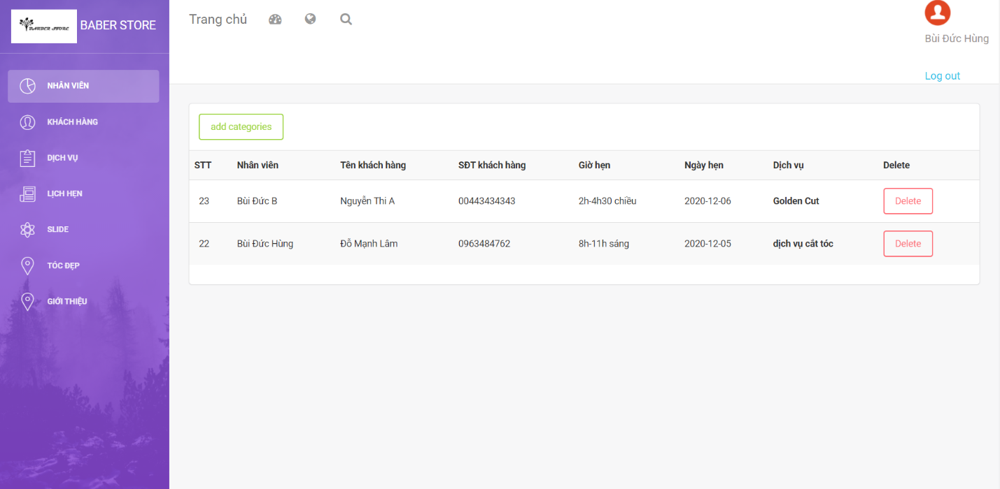 BARBER STORE
BABER STORE
Trang chủ
Bùi Đức Hùng
Log out
NHÂN VIÊN
KHÁCH HÀNG
DỊCH VỤ
LỊCH HẸN
SLIDE
TÓC ĐẸP
GIỚI THIỆU
add categories
STT Nhân viên Tên khách hàng SĐT khách hàng Giờ hẹn Ngày hẹn Dịch vụ Delete
23 Bùi Đức B Nguyễn Thi A 00443434343 2h-4h30 chiều 2020-12-06 Golden Cut Delete
22 Bùi Đức Hùng Đỗ Mạnh Lâm 0963484762 8h-11h sáng 2020-12-05 dịch vụ cắt tóc Delete